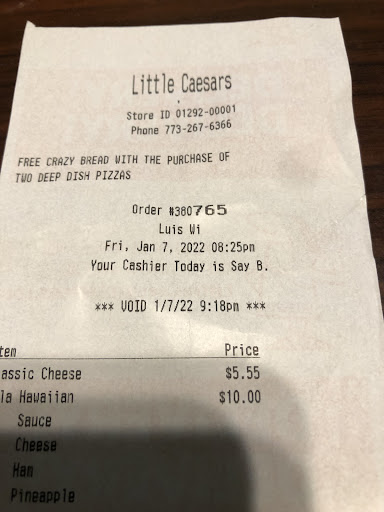 Little Caesars
Store ID 01292-00001
Phone 773-267-6366
FREE CRAZY BREAD WITH THE PURCHASE OF
TWO DEEP DISH PIZZAS
Order #380765
Luis Wi
Fri, Jan 7, 2022 08:25pm
Your Cashier Today is Say B.
*** VOID 1/7/22 9:18pm ***
tem Price
assic Cheese $5.55
la Hawaiian $10.00
Sauce
Cheese
Ham
Pineapple